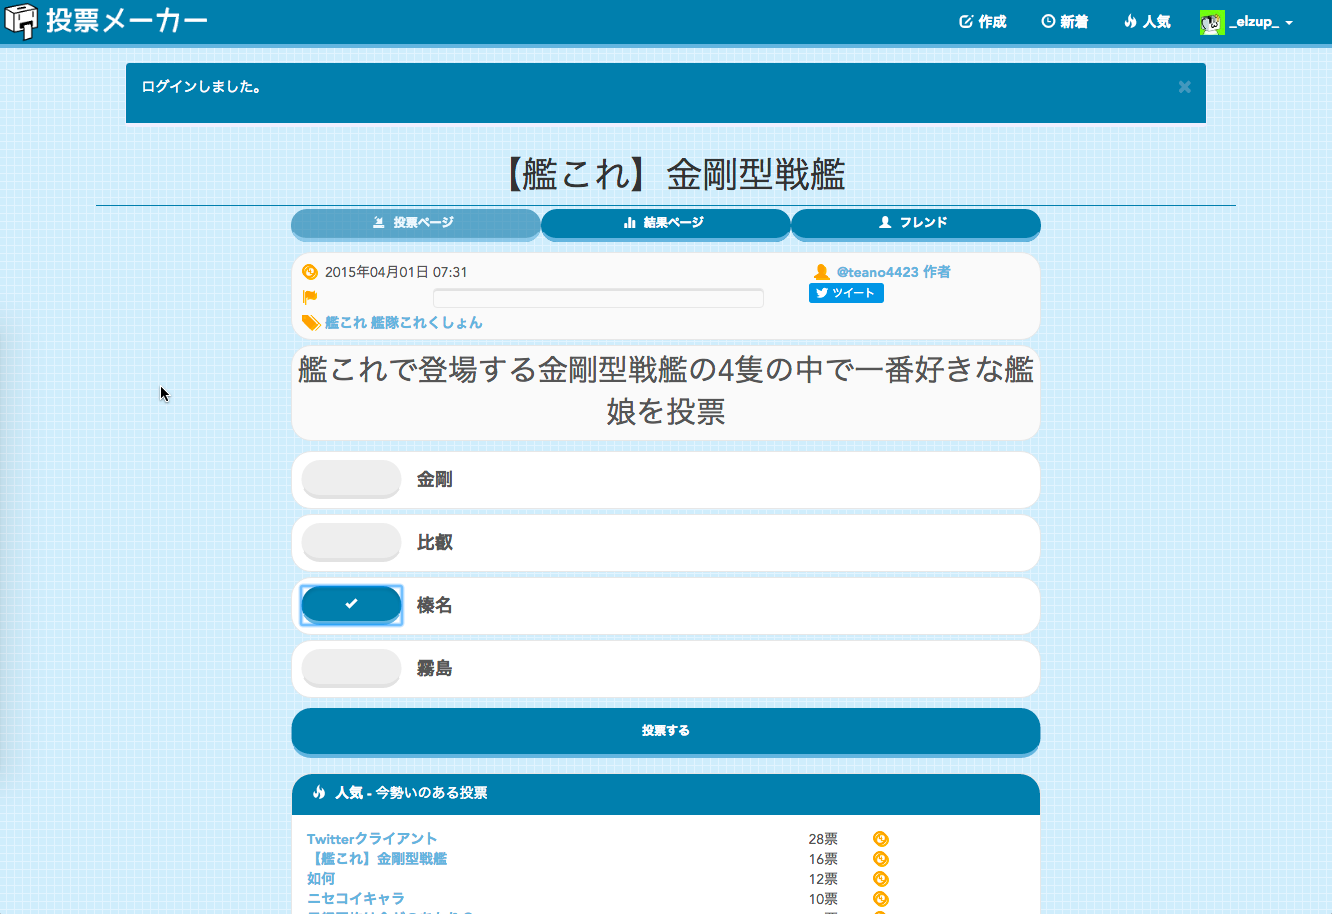 投票メーカー
作成 新着 人気 _elzup_
ログインしました。
×
【艦これ】金剛型戦艦
投票ページ 結果ページ フレンド
2015年04月01日 07:31 @teano4423 作者
ツイート
艦これ 艦隊これくしょん
艦これで登場する金剛型戦艦の4隻の中で一番好きな艦
娘を投票
金剛
比叡
榛名
霧島
投票する
人気 - 今勢いのある投票
Twitterクライアント 28票
【艦これ】金剛型戦艦 16票
如何 12票
ニセコイキャラ 10票